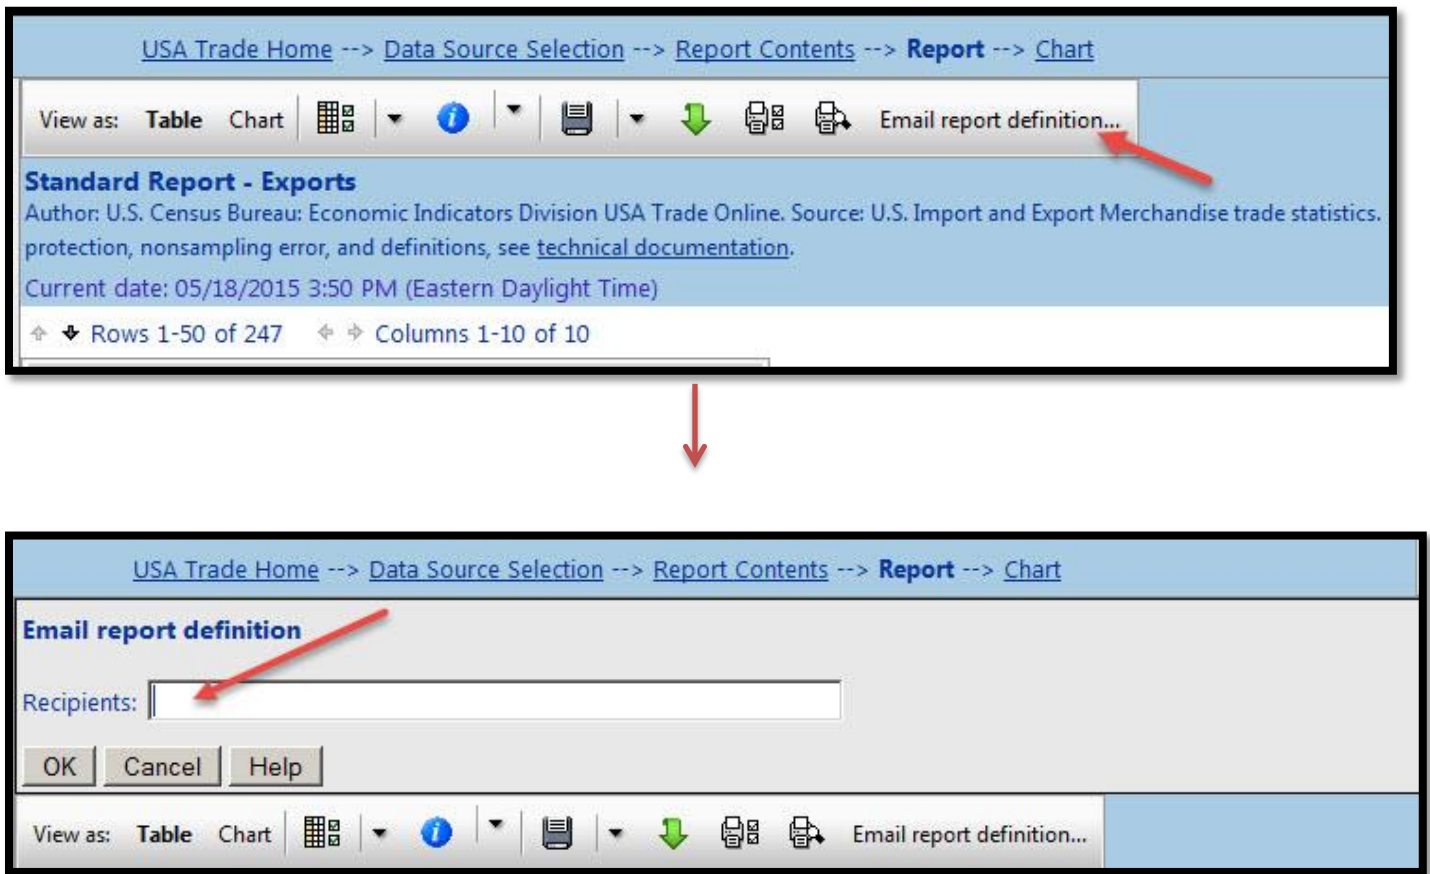 USA Trade Home --> Data Source Selection --> Report Contents --> Report --> Chart
View as: Table Chart Email report definition...
Standard Report - Exports
Author: U.S. Census Bureau: Economic Indicators Division USA Trade Online. Source: U.S. Import and Export Merchandise trade statistics.
protection, nonsampling error, and definitions, see technical documentation.
Current date: 05/18/2015 3:50 PM (Eastern Daylight Time)
Rows 1-50 of 247 Columns 1-10 of 10
USA Trade Home --> Data Source Selection --> Report Contents --> Report --> Chart
Email report definition
Recipients:
OK Cancel Help
View as: Table Chart Email report definition...